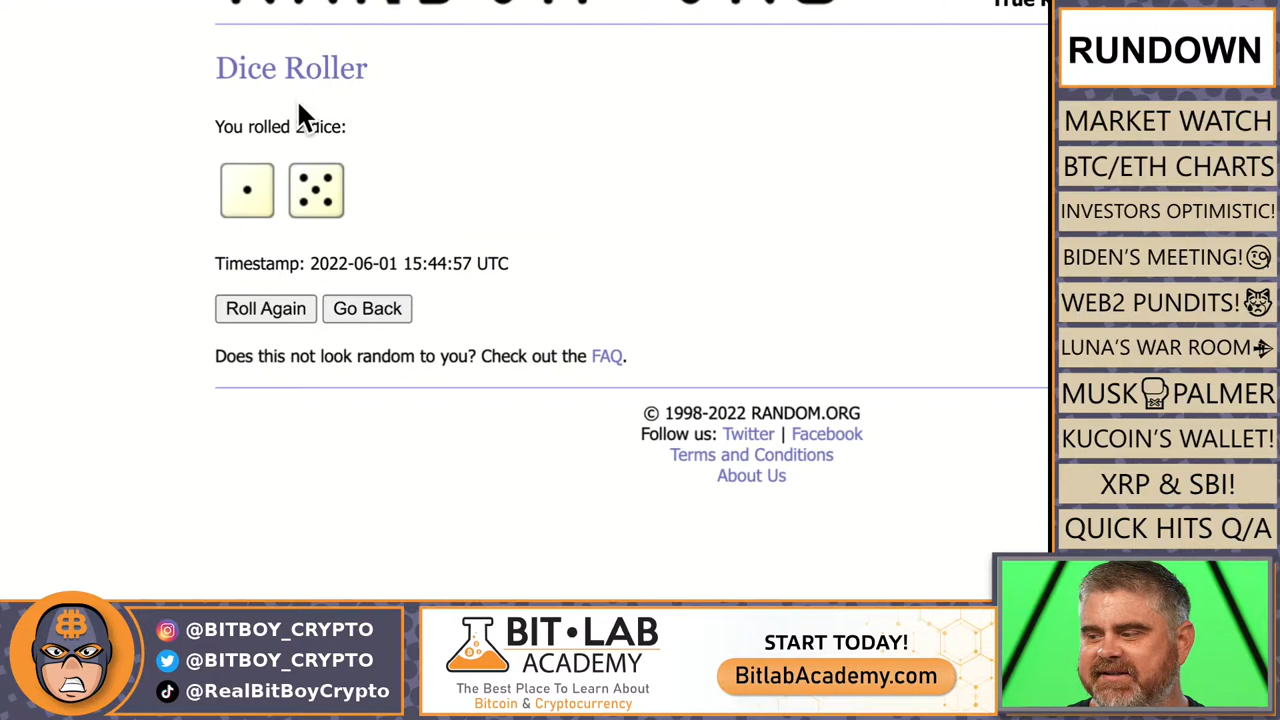 Dice Roller
You rolled 2 dice:
Timestamp: 2022-06-01 15:44:57 UTC
Roll Again Go Back
Does this not look random to you? Check out the FAQ.
© 1998-2022 RANDOM.ORG
Follow us: Twitter | Facebook
Terms and Conditions
About Us
RUNDOWN
MARKET WATCH
BTC/ETH CHARTS
INVESTORS OPTIMISTIC!
BIDEN'S MEETING!🧐
WEB2 PUNDITS!😿
LUNA'S WAR ROOM
MUSK PALMER
KUCOIN'S WALLET!
XRP & SBI!
QUICK HITS Q/A
@BITBOY_CRYPTO
@BITBOY_CRYPTO
@RealBitBoyCrypto
BIT•LAB
ACADEMY
The Best Place To Learn About
Bitcoin & Cryptocurrency
START TODAY!
BitlabAcademy.com